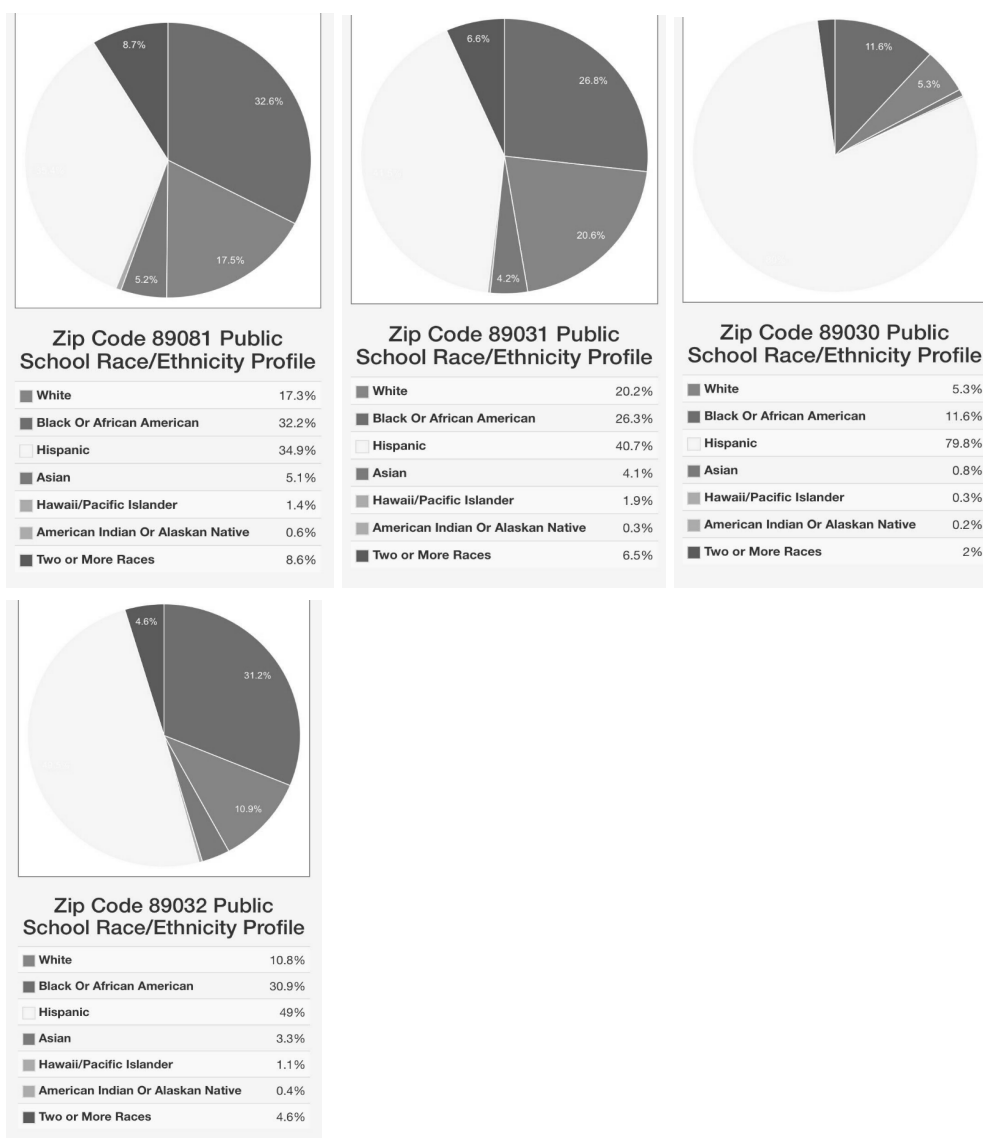 8.7%
32.6%
17.5%
5.2%
Zip Code 89081 Public
School Race/Ethnicity Profile
White 17.3%
Black Or African American 32.2%
Hispanic 34.9%
Asian 5.1%
Hawaii/Pacific Islander 1.4%
American Indian Or Alaskan Native 0.6%
Two or More Races 8.6%
6.6%
26.8%
20.6%
4.2%
Zip Code 89031 Public
School Race/Ethnicity Profile
White 20.2%
Black Or African American 26.3%
Hispanic 40.7%
Asian 4.1%
Hawaii/Pacific Islander 1.9%
American Indian Or Alaskan Native 0.3%
Two or More Races 6.5%
11.6%
5.3%
Zip Code 89030 Public
School Race/Ethnicity Profile
White 5.3%
Black Or African American 11.6%
Hispanic 79.8%
Asian 0.8%
Hawaii/Pacific Islander 0.3%
American Indian Or Alaskan Native 0.2%
Two or More Races 2%
4.6%
31.2%
10.9%
Zip Code 89032 Public
School Race/Ethnicity Profile
White 10.8%
Black Or African American 30.9%
Hispanic 49%
Asian 3.3%
Hawaii/Pacific Islander 1.1%
American Indian Or Alaskan Native 0.4%
Two or More Races 4.6%